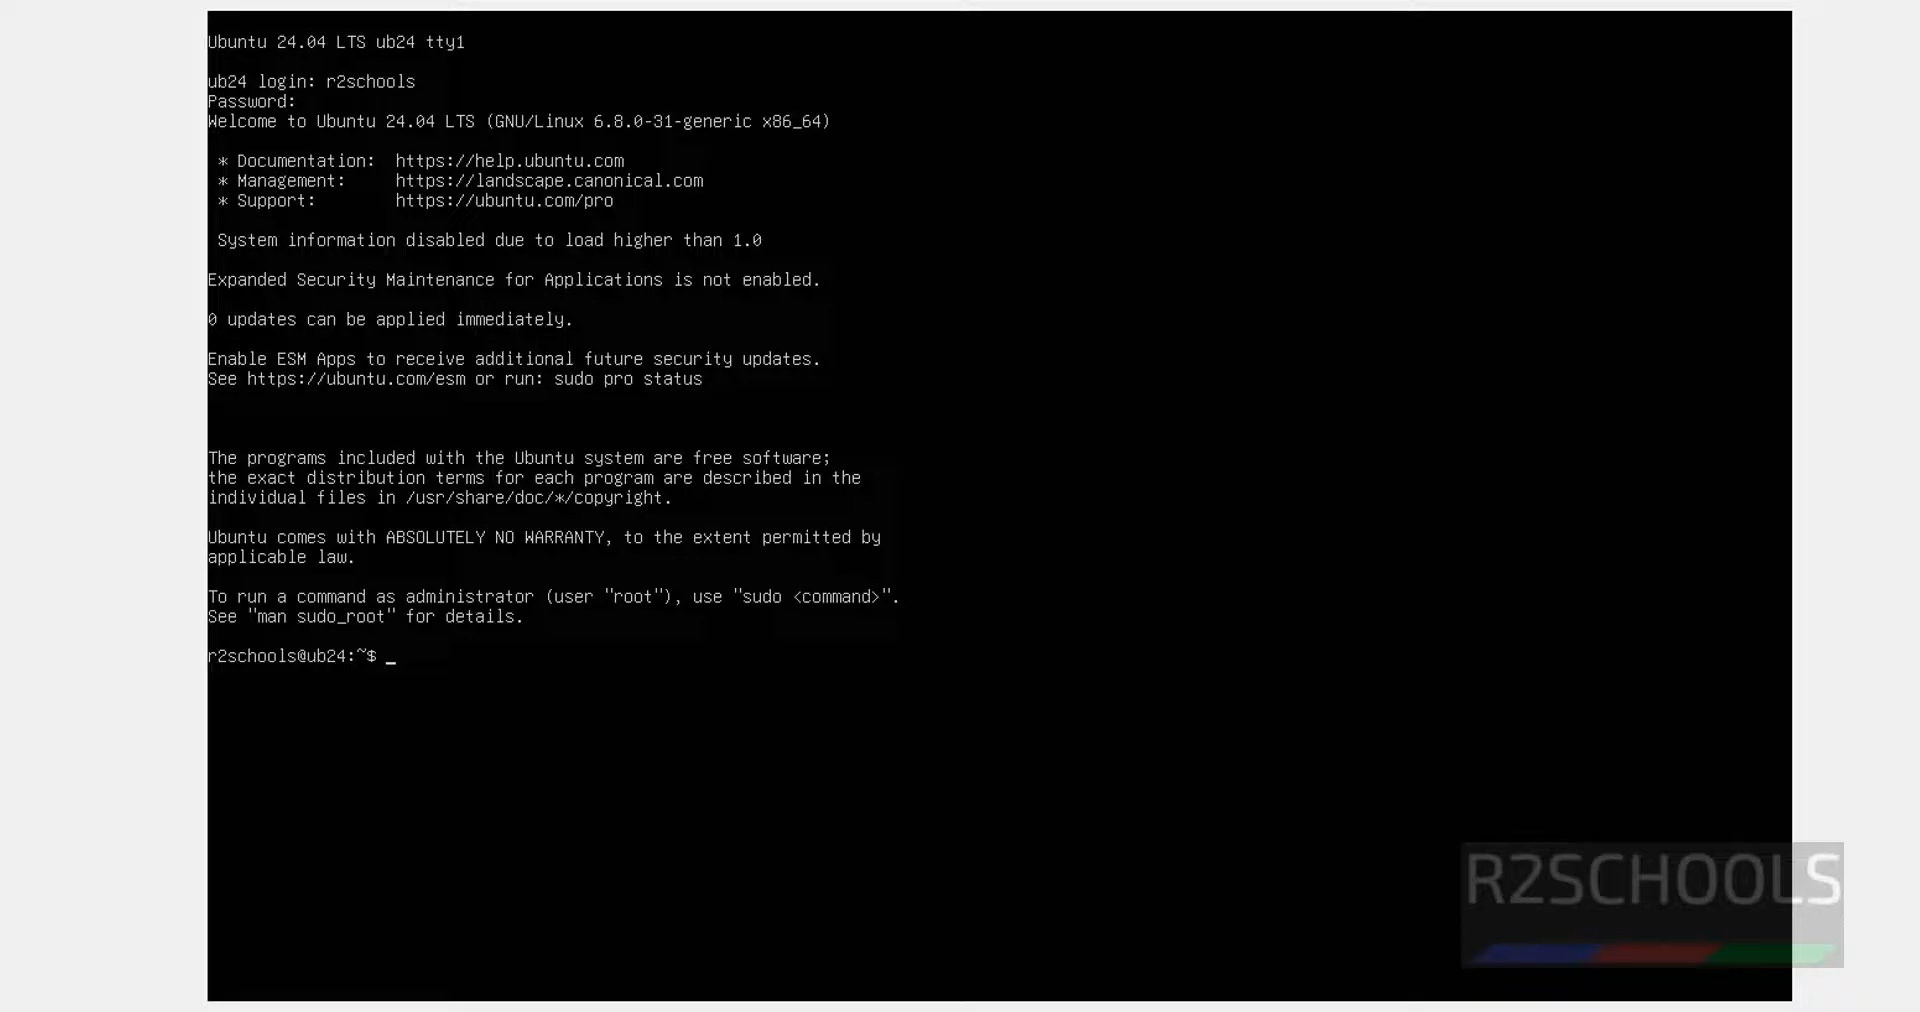 Ubuntu 24.04 LTS ub24 tty1
ub24 login: r2schools
Password:
Welcome to Ubuntu 24.04 LTS (GNU/Linux 6.8.0-31-generic x86_64)
* Documentation:  https://help.ubuntu.com
* Management:     https://landscape.canonical.com
* Support:        https://ubuntu.com/pro
System information disabled due to load higher than 1.0
Expanded Security Maintenance for Applications is not enabled.
0 updates can be applied immediately.
Enable ESM Apps to receive additional future security updates.
See https://ubuntu.com/esm or run: sudo pro status
The programs included with the Ubuntu system are free software;
the exact distribution terms for each program are described in the
individual files in /usr/share/doc/*/copyright.
Ubuntu comes with ABSOLUTELY NO WARRANTY, to the extent permitted by
applicable law.
To run a command as administrator (user "root"), use "sudo <command>".
See "man sudo_root" for details.
r2schools@ub24:~$ _
R2SCHOOLS